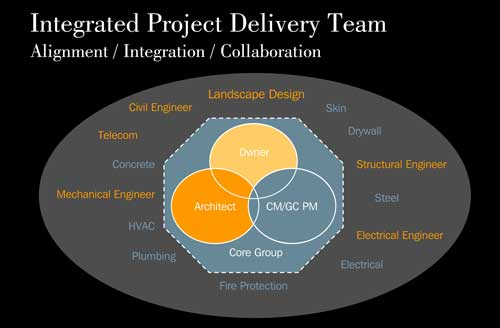 Integrated Project Delivery Team
Alignment / Integration / Collaboration
Landscape Design
Civil Engineer
Skin
Telecom
Drywall
Owner
Concrete
Structural Engineer
Mechanical Engineer
Steel
Architect
CM/GC PM
HVAC
Electrical Engineer
Core Group
Plumbing
Electrical
Fire Protection